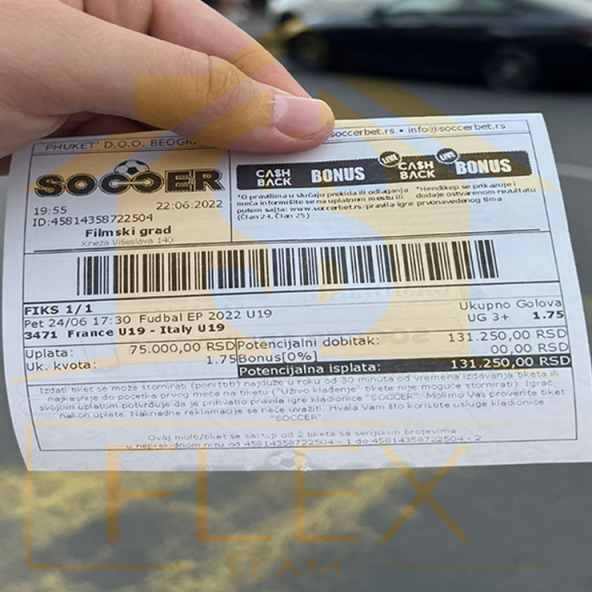 "PHUKET" D.O.O. BEOGR
soccerbet.rs • info@soccerbet.rs
SOCCER
19:55 22:06:2022
ID:45814358722504
Filmski grad
Kneza Višeslava 140
CASH BACK BONUS LIVE CASH BACK LIVE BONUS
*O pravilima u slučaju prekida ili odlaganja
meča informišite se na uplatnom mestu ili
putem sajta: www.soccerbet.rs/pravila-igre
(Član 24, član 25)
*Hendikep se prikazuje i
dodaje ostvarenom rezultatu
prvonavedenog tima
FIKS 1/1
Pet 24/06 17:30 Fudbal EP 2022 U19 Ukupno Golova
3471 France U19 - Italy U19 UG 3+ 1.75
Uplata: 75.000,00 RSD Potencijalni dobitak: 131.250,00 RSD
Uk. kvota: 1.75 Bonus[0%] 00,00 RSD
Potencijalna isplata: 131.250,00 RSD
Izdati tiket se može stornirati (poništiti) najduže u roku od 30 minuta od vremena izdavanja tiketa ili
najkasnije do početka prvog meča na tiketu ("Uživo klađenje" tikete nije moguće stornirati). Igrač
svojom uplatom potvrđuje da je prihvatio pravila igre kladionice "SOCCER". Molimo Vas proverite tiket
nakon uplate. Naknadne reklamacije se neće uvažiti. Hvala Vam što koristite usluge kladionice
"SOCCER".
Ovaj multi/tiket se sastoji od 2 tiketa sa serijskim brojevima
u neprekidnom nizu od 45814358722504 - 1 do 45814358722504 - 2
FLEX
TEAM